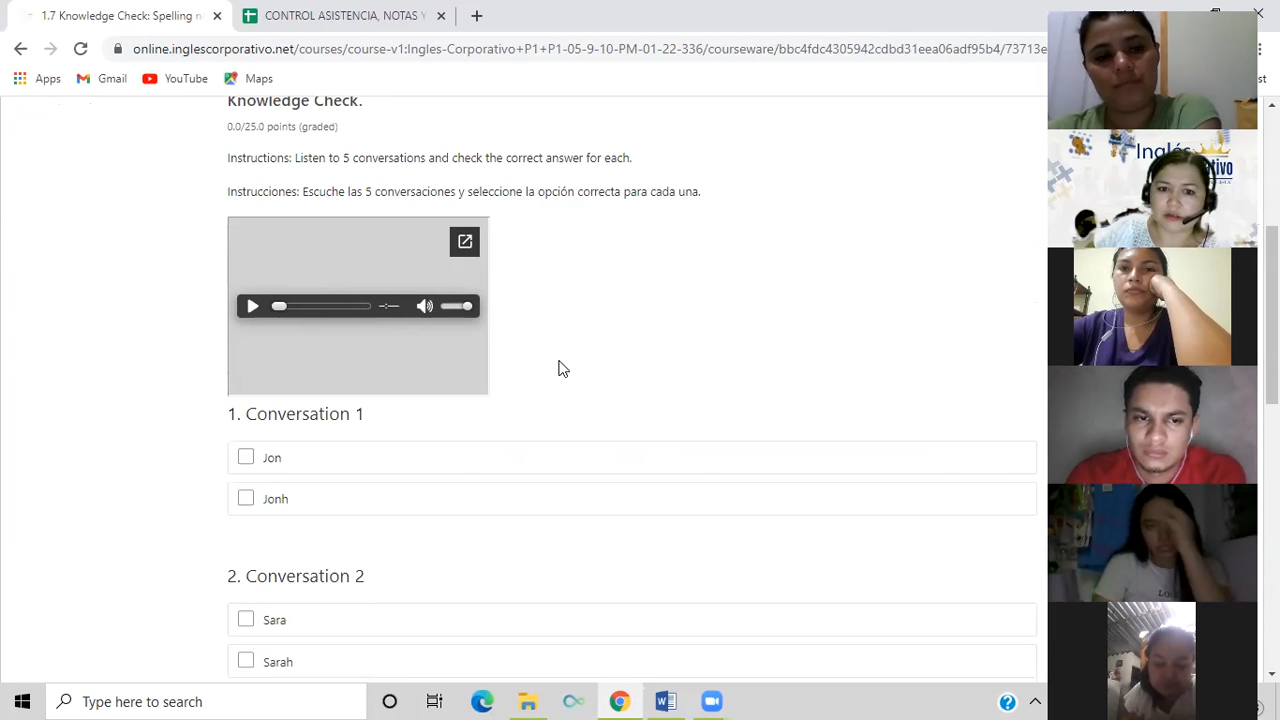 1.7 Knowledge Check: Spelling n
CONTROL ASISTENCIA, NOTAS Y
online.inglescorporativo.net/courses/course-v1:Ingles-Corporativo+P1+P1-05-9-10-PM-01-22-336/courseware/bbc4fdc4305942cdbd31eea06adf95b4/73713e
Apps
Gmail
YouTube
Maps
st
Knowledge Check.
0.0/25.0 points (graded)
Instructions: Listen to 5 conversations and check the correct answer for each.
Instrucciones: Escuche las 5 conversaciones y seleccione la opción correcta para cada una.
-:--
1. Conversation 1
Jon
Jonh
2. Conversation 2
Sara
Sarah
Type here to search
Inglés